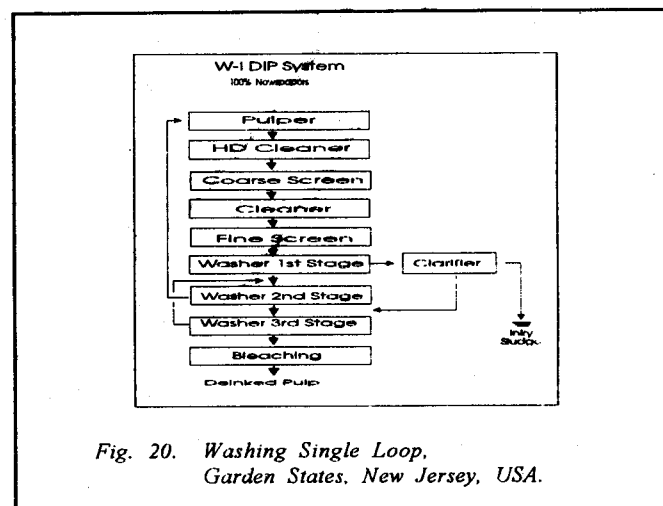 W-I DIP System
100% Newspapers
Pulper
HD Cleaner
Coarse Screen
Cleaner
Fine Screen
Washer 1st Stage
Clarifier
Washer 2nd Stage
Washer 3rd Stage
Inky
Sludge
Bleaching
Deinked Pulp
Fig. 20. Washing Single Loop,
Garden States, New Jersey, USA.